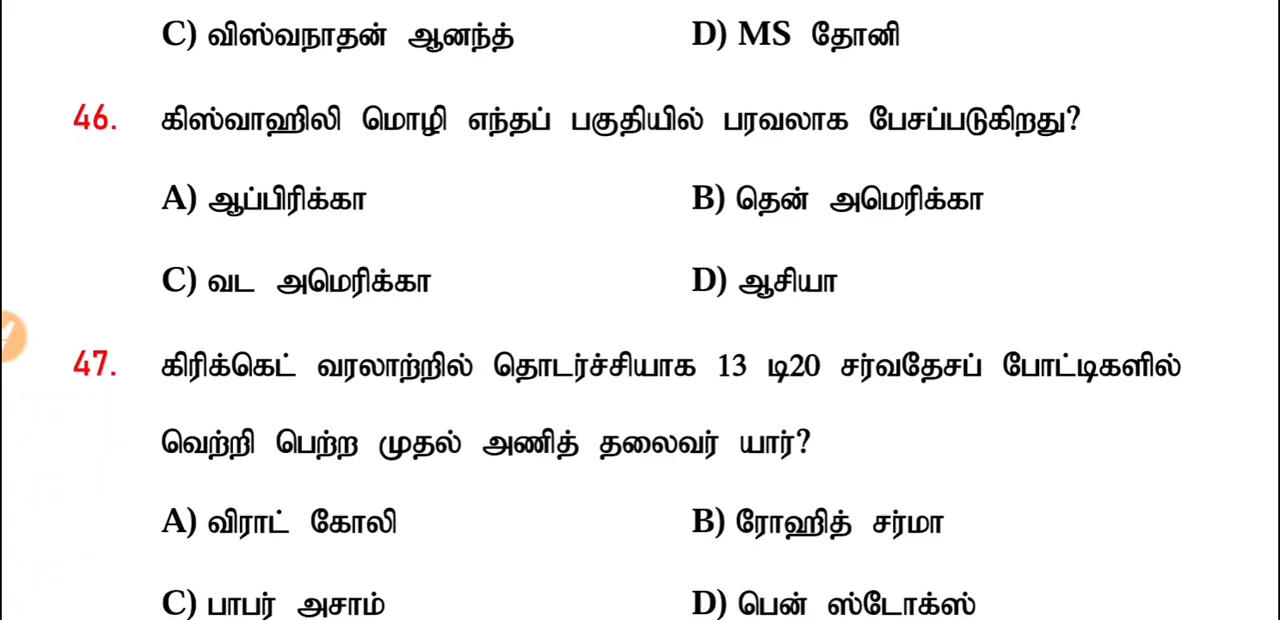 C) விஸ்வநாதன் ஆனந்த் D) MS தோனி
46. கிஸ்வாஹிலி மொழி எந்தப் பகுதியில் பரவலாக பேசப்படுகிறது?
A) ஆப்பிரிக்கா B) தென் அமெரிக்கா
C) வட அமெரிக்கா D) ஆசியா
47. கிரிக்கெட் வரலாற்றில் தொடர்ச்சியாக 13 டி20 சர்வதேசப் போட்டிகளில்
வெற்றி பெற்ற முதல் அணித் தலைவர் யார்?
A) விராட் கோலி B) ரோஹித் சர்மா
C) பாபர் அசாம் D) பென் ஸ்டோக்ஸ்